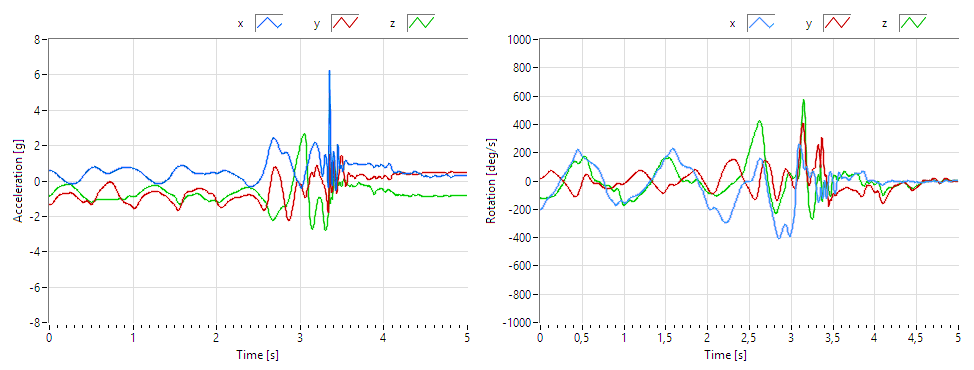 x y z
8
6
4
2
0
-2
-4
-6
-8
Acceleration [g]
0 1 2 3 4 5
Time [s]
x y z
1000
800
600
400
200
0
-200
-400
-600
-800
-1000
Rotation [deg/s]
0 0,5 1 1,5 2 2,5 3 3,5 4 4,5 5
Time [s]